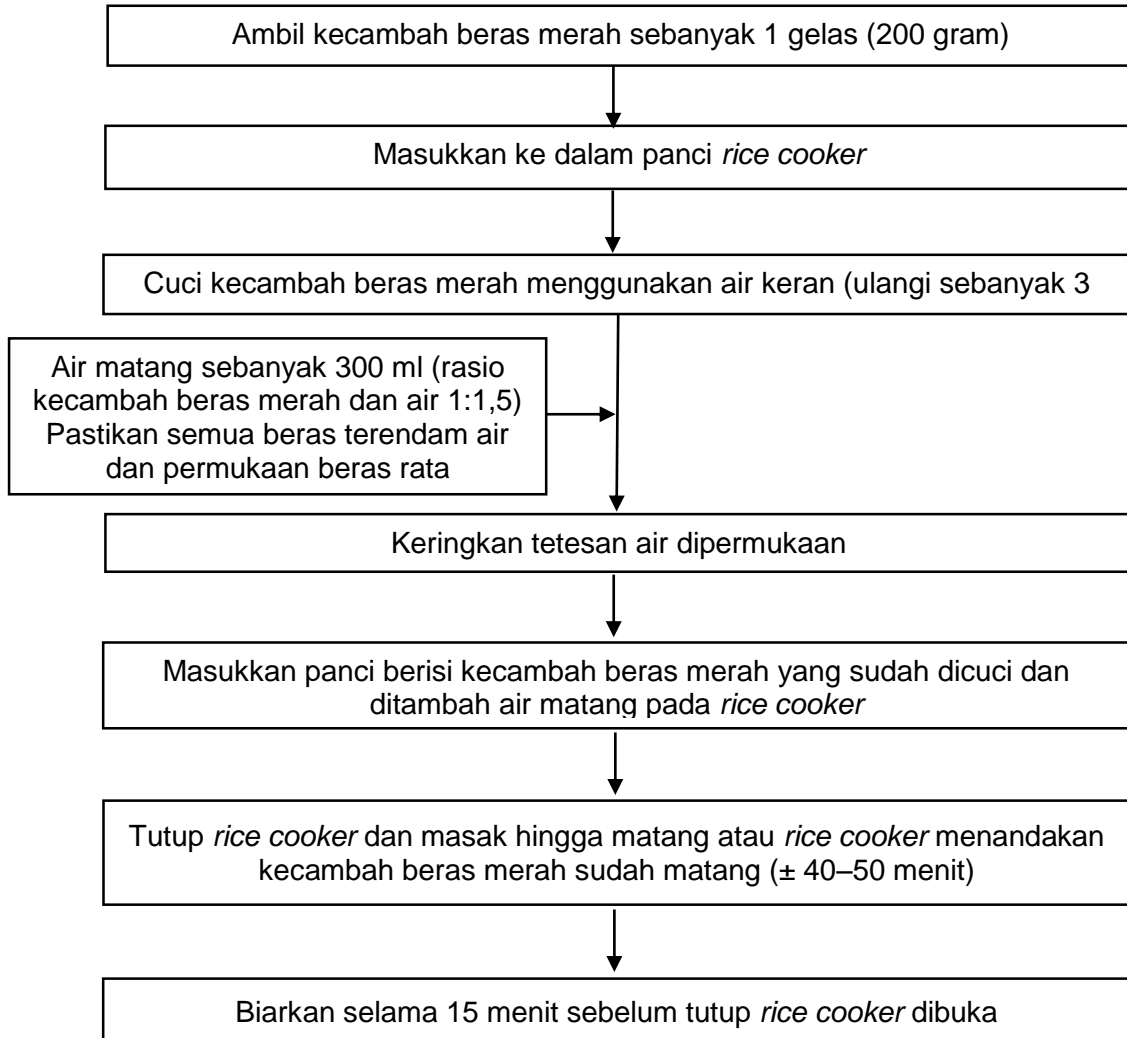 Ambil kecambah beras merah sebanyak 1 gelas (200 gram)
Masukkan ke dalam panci rice cooker
Cuci kecambah beras merah menggunakan air keran (ulangi sebanyak 3
Air matang sebanyak 300 ml (rasio
kecambah beras merah dan air 1:1,5)
Pastikan semua beras terendam air
dan permukaan beras rata
Keringkan tetesan air dipermukaan
Masukkan panci berisi kecambah beras merah yang sudah dicuci dan
ditambah air matang pada rice cooker
Tutup rice cooker dan masak hingga matang atau rice cooker menandakan
kecambah beras merah sudah matang (± 40–50 menit)
Biarkan selama 15 menit sebelum tutup rice cooker dibuka